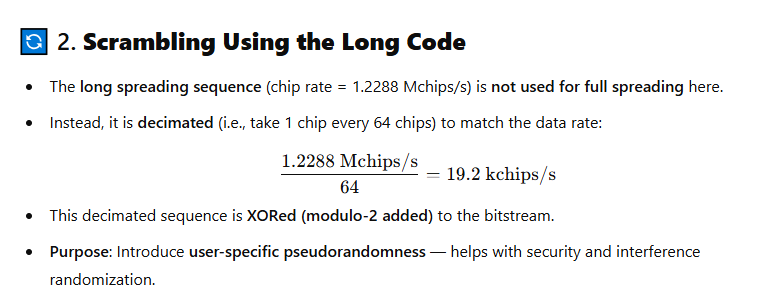 🔄 2. Scrambling Using the Long Code
• The long spreading sequence (chip rate = 1.2288 Mchips/s) is not used for full spreading here.
• Instead, it is decimated (i.e., take 1 chip every 64 chips) to match the data rate:
1.2288 Mchips/s
64
= 19.2 kchips/s
• This decimated sequence is XORed (modulo-2 added) to the bitstream.
• Purpose: Introduce user-specific pseudorandomness — helps with security and interference
randomization.